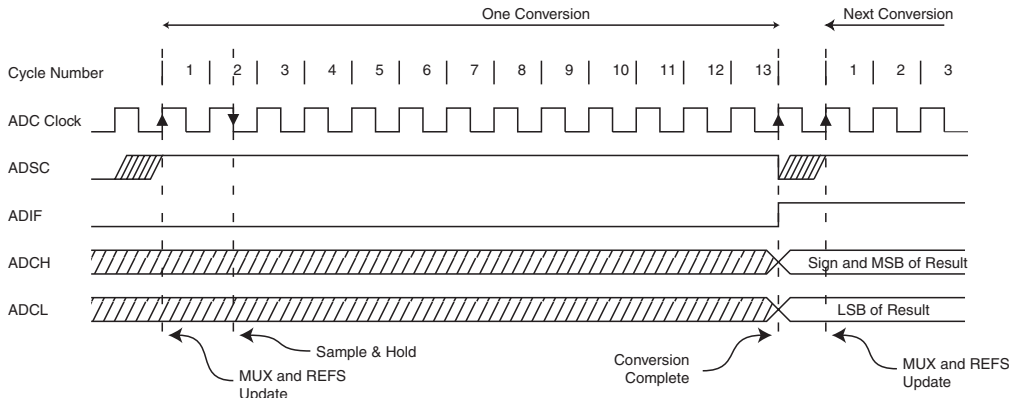 One Conversion
Next Conversion
Cycle Number
1 2 3 4 5 6 7 8 9 10 11 12 13 1 2 3
ADC Clock
ADSC
ADIF
ADCH
Sign and MSB of Result
ADCL
LSB of Result
Sample & Hold
MUX and REFS
Update
Conversion
Complete
MUX and REFS
Update